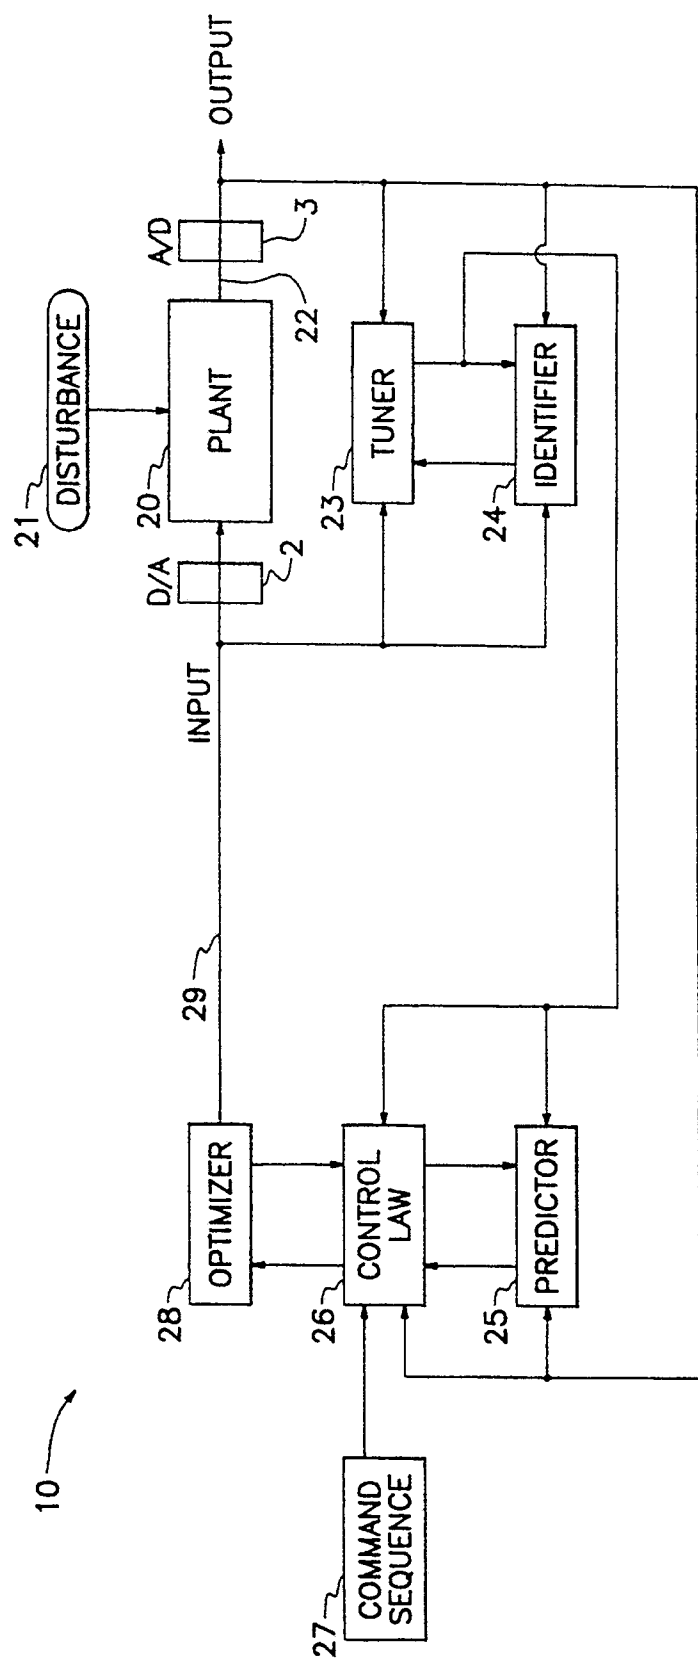 10
21
DISTURBANCE
D/A
A/D
28
OPTIMIZER
29
INPUT
2
20
PLANT
22
3
OUTPUT
27
COMMAND
SEQUENCE
26
CONTROL
LAW
23
TUNER
25
PREDICTOR
24
IDENTIFIER